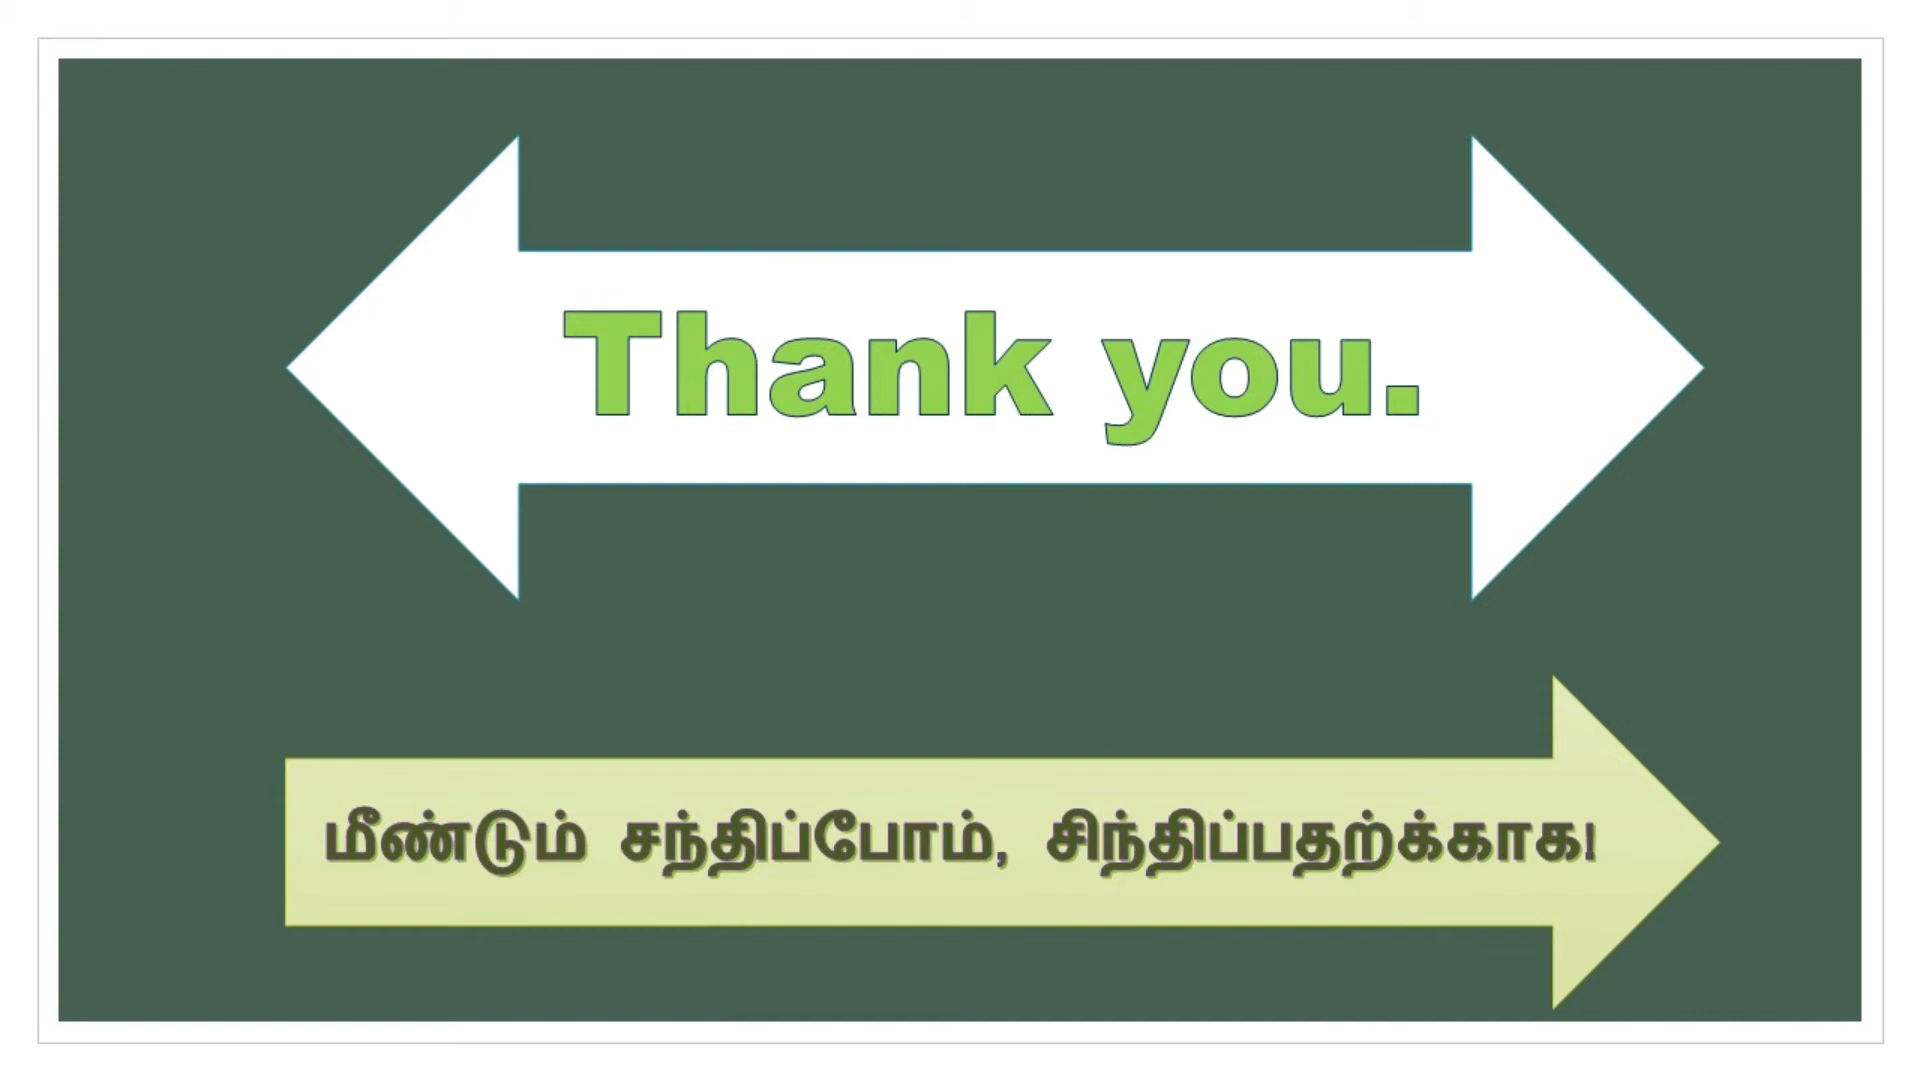 Thank you.
மீண்டும் சந்திப்போம், சிந்திப்பதற்க்காக!